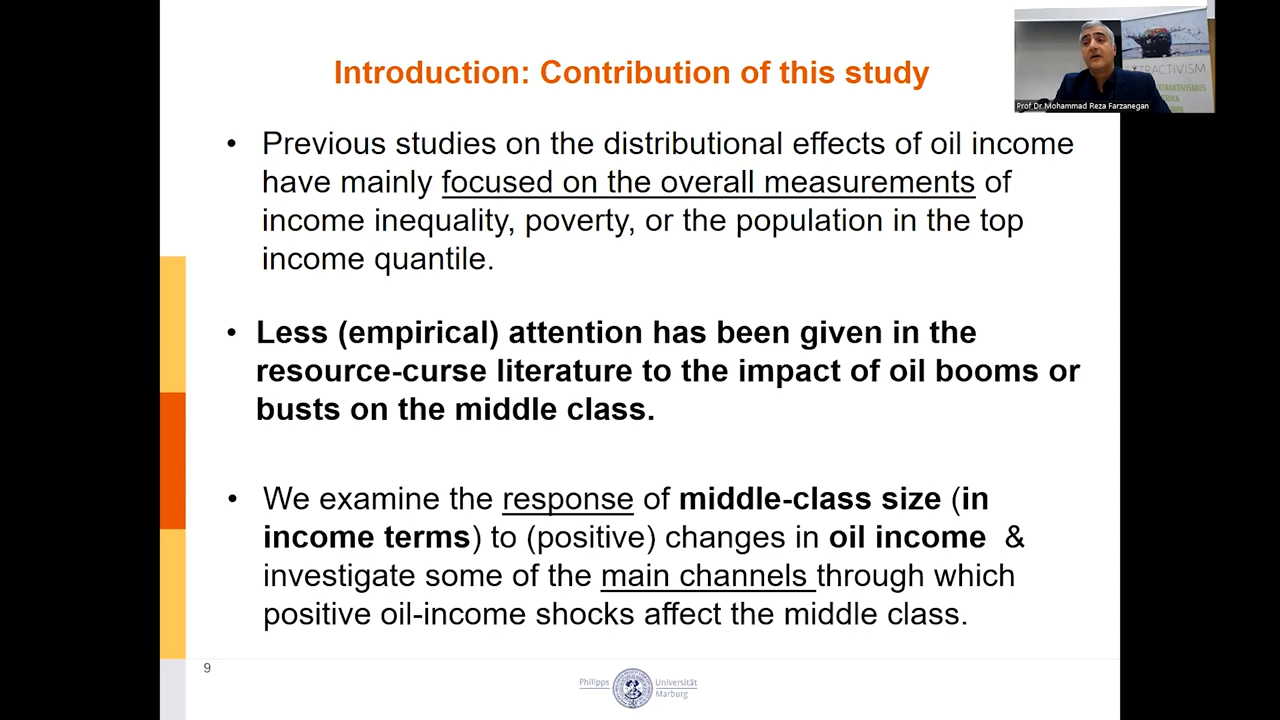 Introduction: Contribution of this study
EXTRACTIVISM
Prof Dr Mohammad Reza Farzanegan
• Previous studies on the distributional effects of oil income
have mainly focused on the overall measurements of
income inequality, poverty, or the population in the top
income quantile.
• Less (empirical) attention has been given in the
resource-curse literature to the impact of oil booms or
busts on the middle class.
• We examine the response of middle-class size (in
income terms) to (positive) changes in oil income &
investigate some of the main channels through which
positive oil-income shocks affect the middle class.
9
Philipps Universität
Marburg